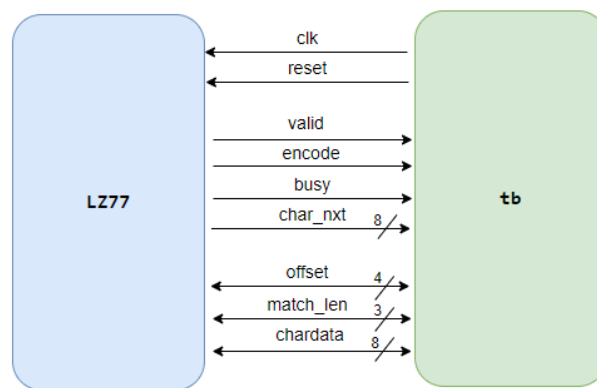 clk
reset
valid
encode
LZ77
busy
tb
char_nxt
8
offset
4
match_len
3
chardata
8